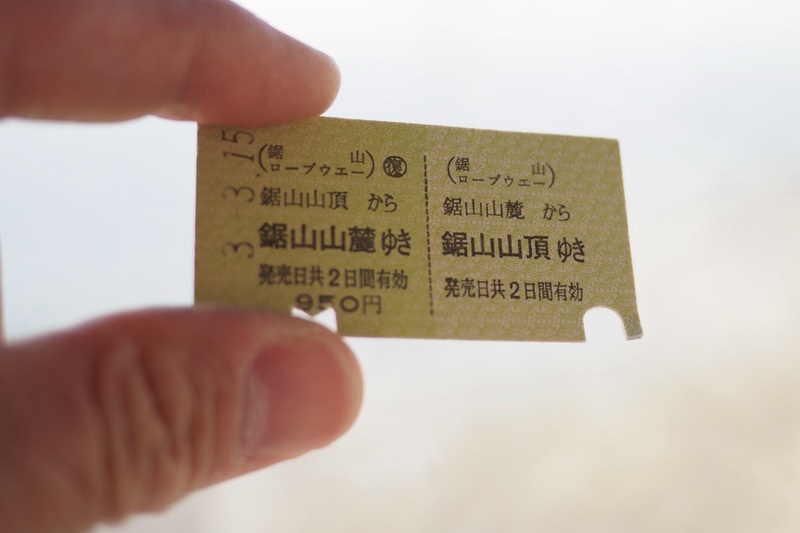 3. 3. 15
(鋸山
ロープウエー) 復
鋸山山頂 から
鋸山山麓 ゆき
発売日共2日間有効
950円
(鋸山
ロープウエー)
鋸山山麓 から
鋸山山頂 ゆき
発売日共2日間有効